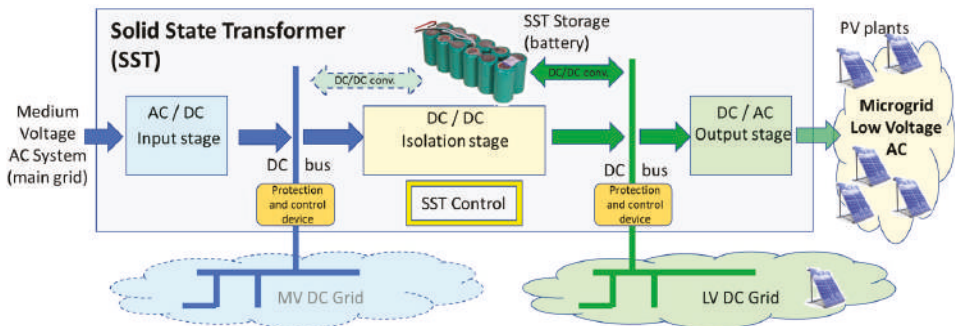 Solid State Transformer
(SST)
SST Storage
(battery)
PV plants
DC/DC conv.
DC/DC conv.
Medium
Voltage
AC System
(main grid)
AC / DC
Input stage
DC / DC
Isolation stage
DC / AC
Output stage
Microgrid
Low Voltage
AC
DC bus
DC bus
Protection
and control
device
SST Control
Protection
and control
device
MV DC Grid
LV DC Grid